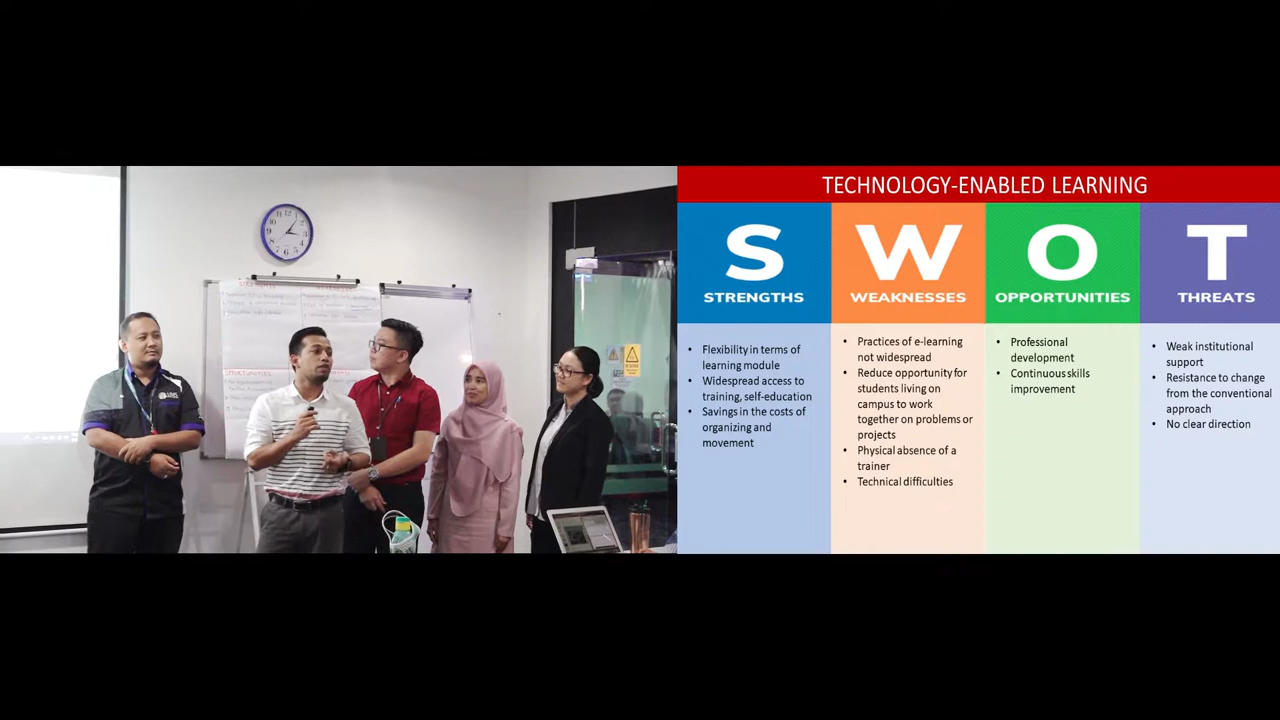 STRENGTHS
TECHNOLOGY-ENABLED LEARNING
S
STRENGTHS
• Flexibility in terms of
learning module
• Widespread access to
training, self-education
• Savings in the costs of
organizing and
movement
W
WEAKNESSES
• Practices of e-learning
not widespread
• Reduce opportunity for
students living on
campus to work
together on problems or
projects
• Physical absence of a
trainer
• Technical difficulties
O
OPPORTUNITIES
• Professional
development
• Continuous skills
improvement
T
THREATS
• Weak institutional
support
• Resistance to change
from the conventional
approach
• No clear direction